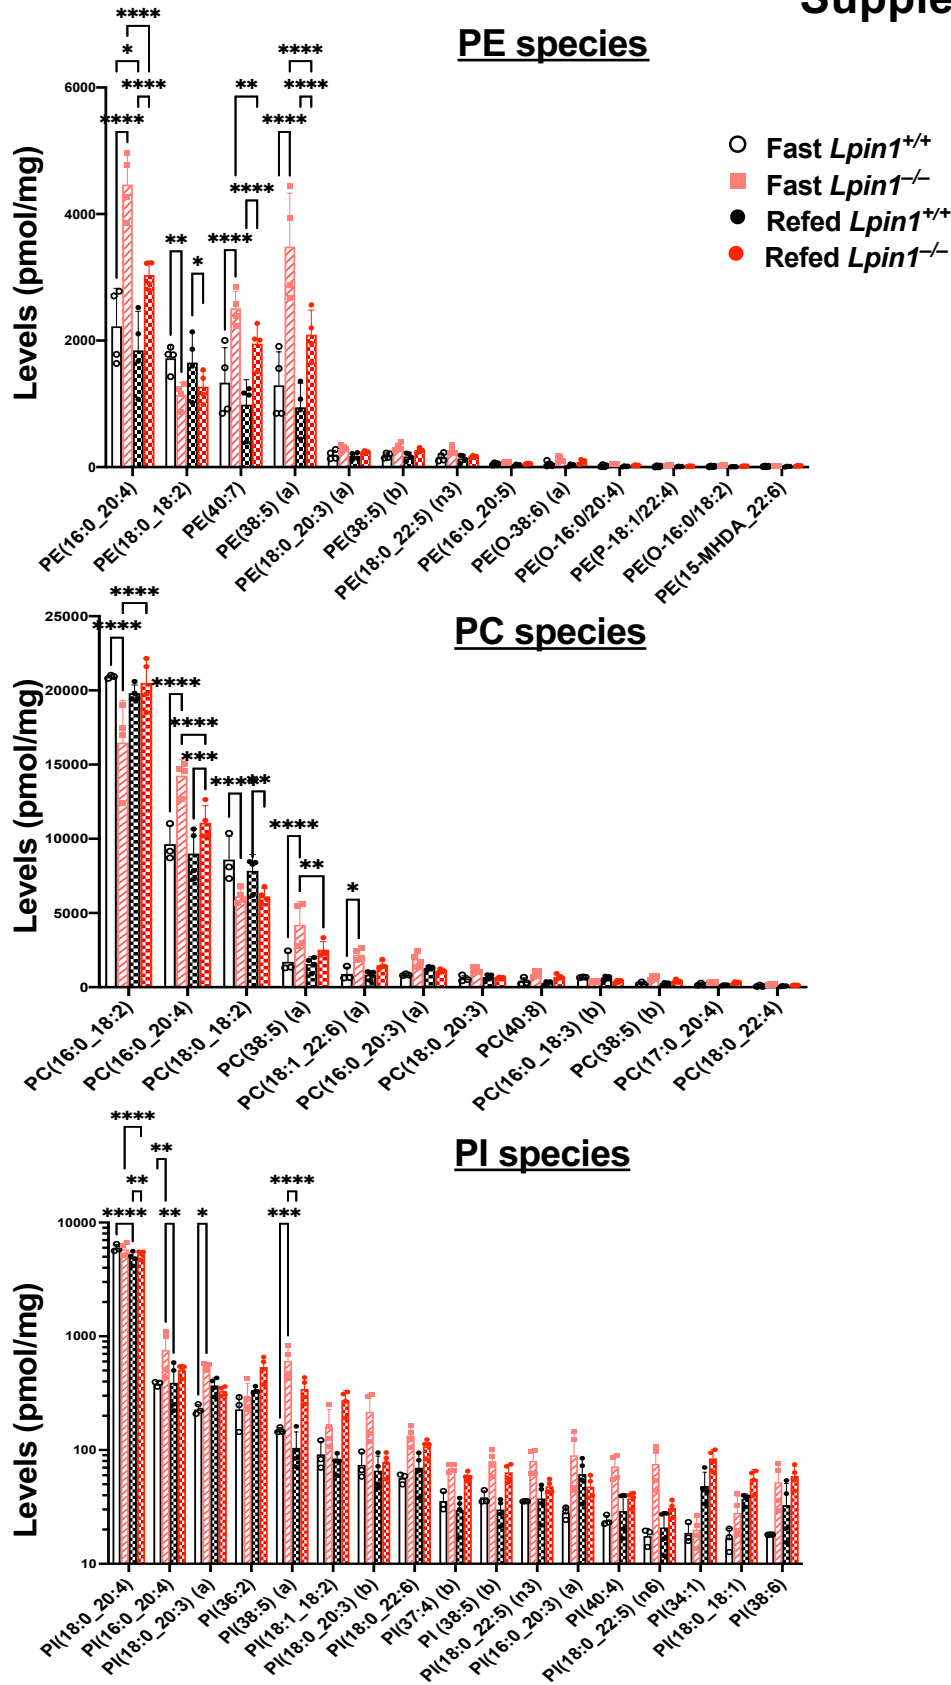 Supple
PE species
Levels (pmol/mg)
6000
4000
2000
0
****
*
****
****
**
*
**
****
****
****
****
****
Fast Lpin1+/+
Fast Lpin1–/–
Refed Lpin1+/+
Refed Lpin1–/–
PE(16:0_20:4)
PE(18:0_18:2)
PE(40:7)
PE(38:5) (a)
PE(18:0_20:3) (a)
PE(38:5) (b)
PE(18:0_22:5) (n3)
PE(16:0_20:5)
PE(O-38:6) (a)
PE(O-16:0/20:4)
PE(P-18:1/22:4)
PE(O-16:0/18:2)
PE(15-MHDA_22:6)
PC species
Levels (pmol/mg)
25000
20000
15000
10000
5000
0
****
****
****
****
***
****
**
****
**
*
PC(16:0_18:2)
PC(16:0_20:4)
PC(18:0_18:2)
PC(38:5) (a)
PC(18:1_22:6) (a)
PC(16:0_20:3) (a)
PC(18:0_20:3)
PC(40:8)
PC(16:0_18:3) (b)
PC(38:5) (b)
PC(17:0_20:4)
PC(18:0_22:4)
PI species
Levels (pmol/mg)
10000
1000
100
10
****
**
**
****
**
*
****
***
PI(18:0_20:4)
PI(16:0_20:4)
PI(18:0_20:3) (a)
PI(36:2)
PI(38:5) (a)
PI(18:1_18:2)
PI(18:0_20:3) (b)
PI(18:0_22:6)
PI(37:4) (b)
PI (38:5) (b)
PI(18:0_22:5) (n3)
PI(16:0_20:3) (a)
PI(40:4)
PI(18:0_22:5) (n6)
PI(34:1)
PI(18:0_18:1)
PI(38:6)